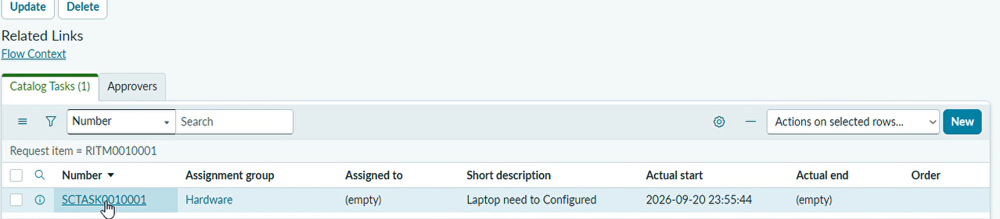 Update Delete
Related Links
Flow Context
Catalog Tasks (1) Approvers
Number Search Actions on selected rows... New
Request item = RITM0010001
Number Assignment group Assigned to Short description Actual start Actual end Order
SCTASK0010001 Hardware (empty) Laptop need to Configured 2026-09-20 23:55:44 (empty)